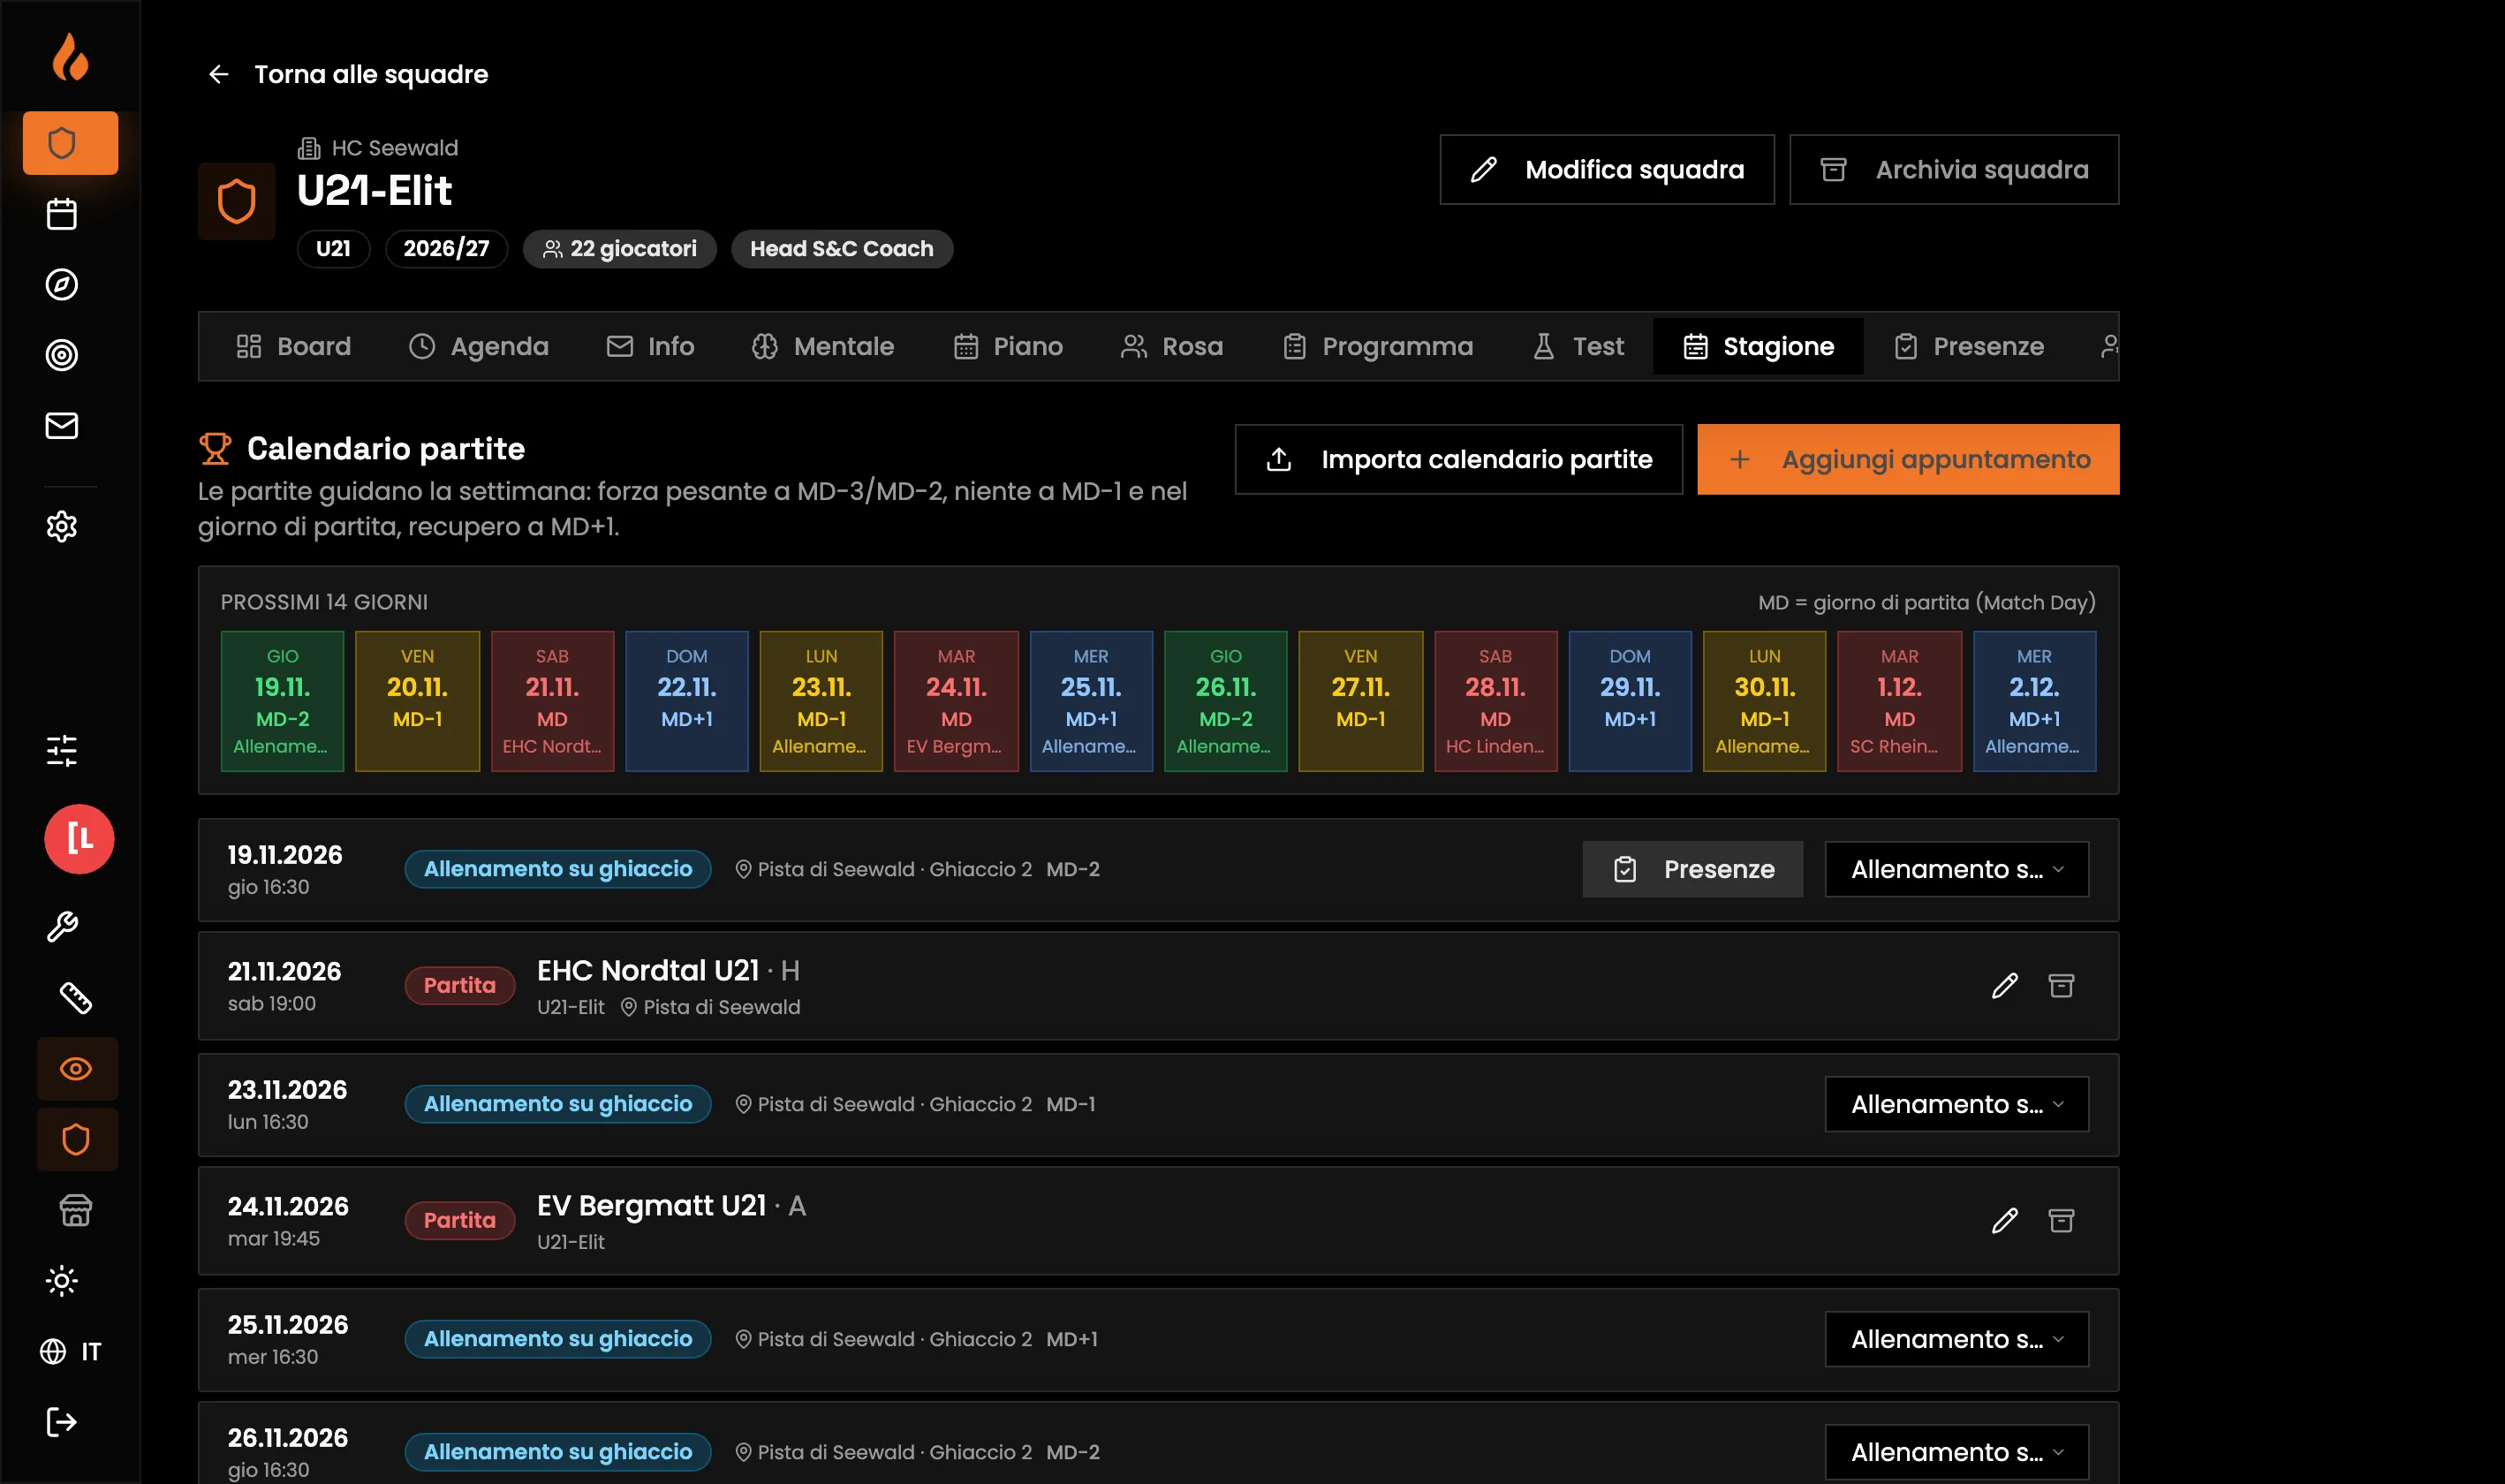 Torna alle squadre
HC Seewald
U21-Elit
U21
2026/27
22 giocatori
Head S&C Coach
Modifica squadra
Archivia squadra
Board
Agenda
Info
Mentale
Piano
Rosa
Programma
Test
Stagione
Presenze
Calendario partite
Le partite guidano la settimana: forza pesante a MD-3/MD-2, niente a MD-1 e nel
giorno di partita, recupero a MD+1.
Importa calendario partite
Aggiungi appuntamento
PROSSIMI 14 GIORNI
MD = giorno di partita (Match Day)
GIO
19.11.
MD-2
Allename...
VEN
20.11.
MD-1
SAB
21.11.
MD
EHC Nordt...
DOM
22.11.
MD+1
LUN
23.11.
MD-1
Allename...
MAR
24.11.
MD
EV Bergm...
MER
25.11.
MD+1
Allename...
GIO
26.11.
MD-2
Allename...
VEN
27.11.
MD-1
SAB
28.11.
MD
HC Linden...
DOM
29.11.
MD+1
LUN
30.11.
MD-1
Allename...
MAR
1.12.
MD
SC Rhein...
MER
2.12.
MD+1
Allename...
19.11.2026
gio 16:30
Allenamento su ghiaccio
Pista di Seewald · Ghiaccio 2 MD-2
Presenze
Allenamento s...
21.11.2026
sab 19:00
Partita
EHC Nordtal U21 · H
U21-Elit Pista di Seewald
23.11.2026
lun 16:30
Allenamento su ghiaccio
Pista di Seewald · Ghiaccio 2 MD-1
Allenamento s...
24.11.2026
mar 19:45
Partita
EV Bergmatt U21 · A
U21-Elit
25.11.2026
mer 16:30
Allenamento su ghiaccio
Pista di Seewald · Ghiaccio 2 MD+1
Allenamento s...
26.11.2026
gio 16:30
Allenamento su ghiaccio
Pista di Seewald · Ghiaccio 2 MD-2
Allenamento s...
[L
IT